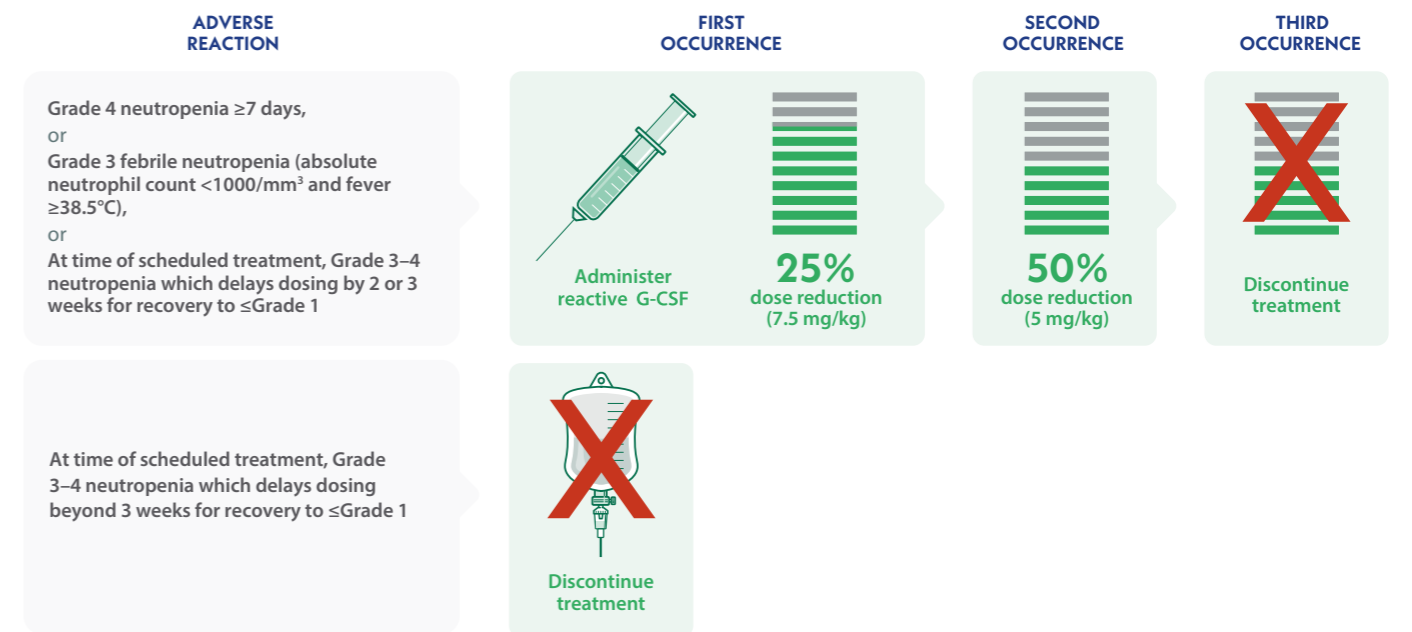 ADVERSE
REACTION
FIRST
OCCURRENCE
SECOND
OCCURRENCE
THIRD
OCCURRENCE
Grade 4 neutropenia ≥7 days,
or
Grade 3 febrile neutropenia (absolute
neutrophil count <1000/mm³ and fever
≥38.5°C),
or
At time of scheduled treatment, Grade 3–4
neutropenia which delays dosing by 2 or 3
weeks for recovery to ≤Grade 1
Administer
reactive G-CSF
25%
dose reduction
(7.5 mg/kg)
50%
dose reduction
(5 mg/kg)
Discontinue
treatment
At time of scheduled treatment, Grade
3–4 neutropenia which delays dosing
beyond 3 weeks for recovery to ≤Grade 1
Discontinue
treatment